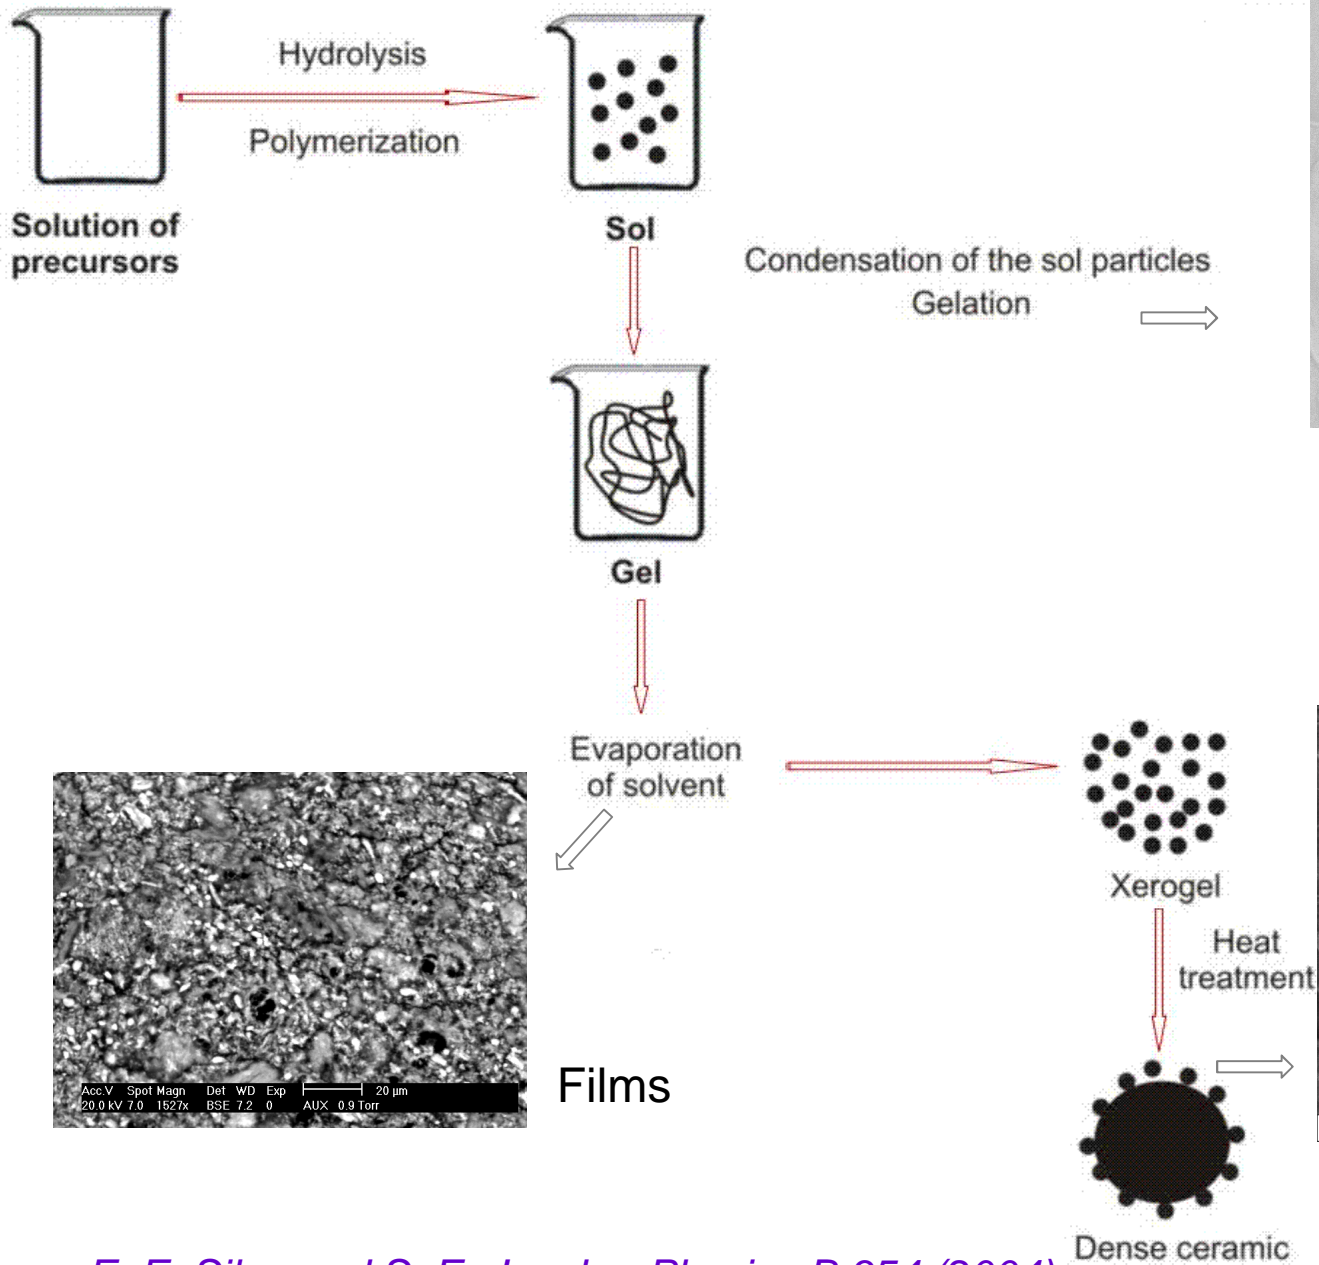 Hydrolysis
Polymerization
Solution of
precursors
Sol
Condensation of the sol particles
Gelation
Gel
Evaporation
of solvent
Xerogel
Heat
treatment
Acc.V Spot Magn Det WD Exp 20 µm
20.0 kV 7.0 1527x BSE 7.2 0 AUX 0.9 Torr
Films
Dense ceramic